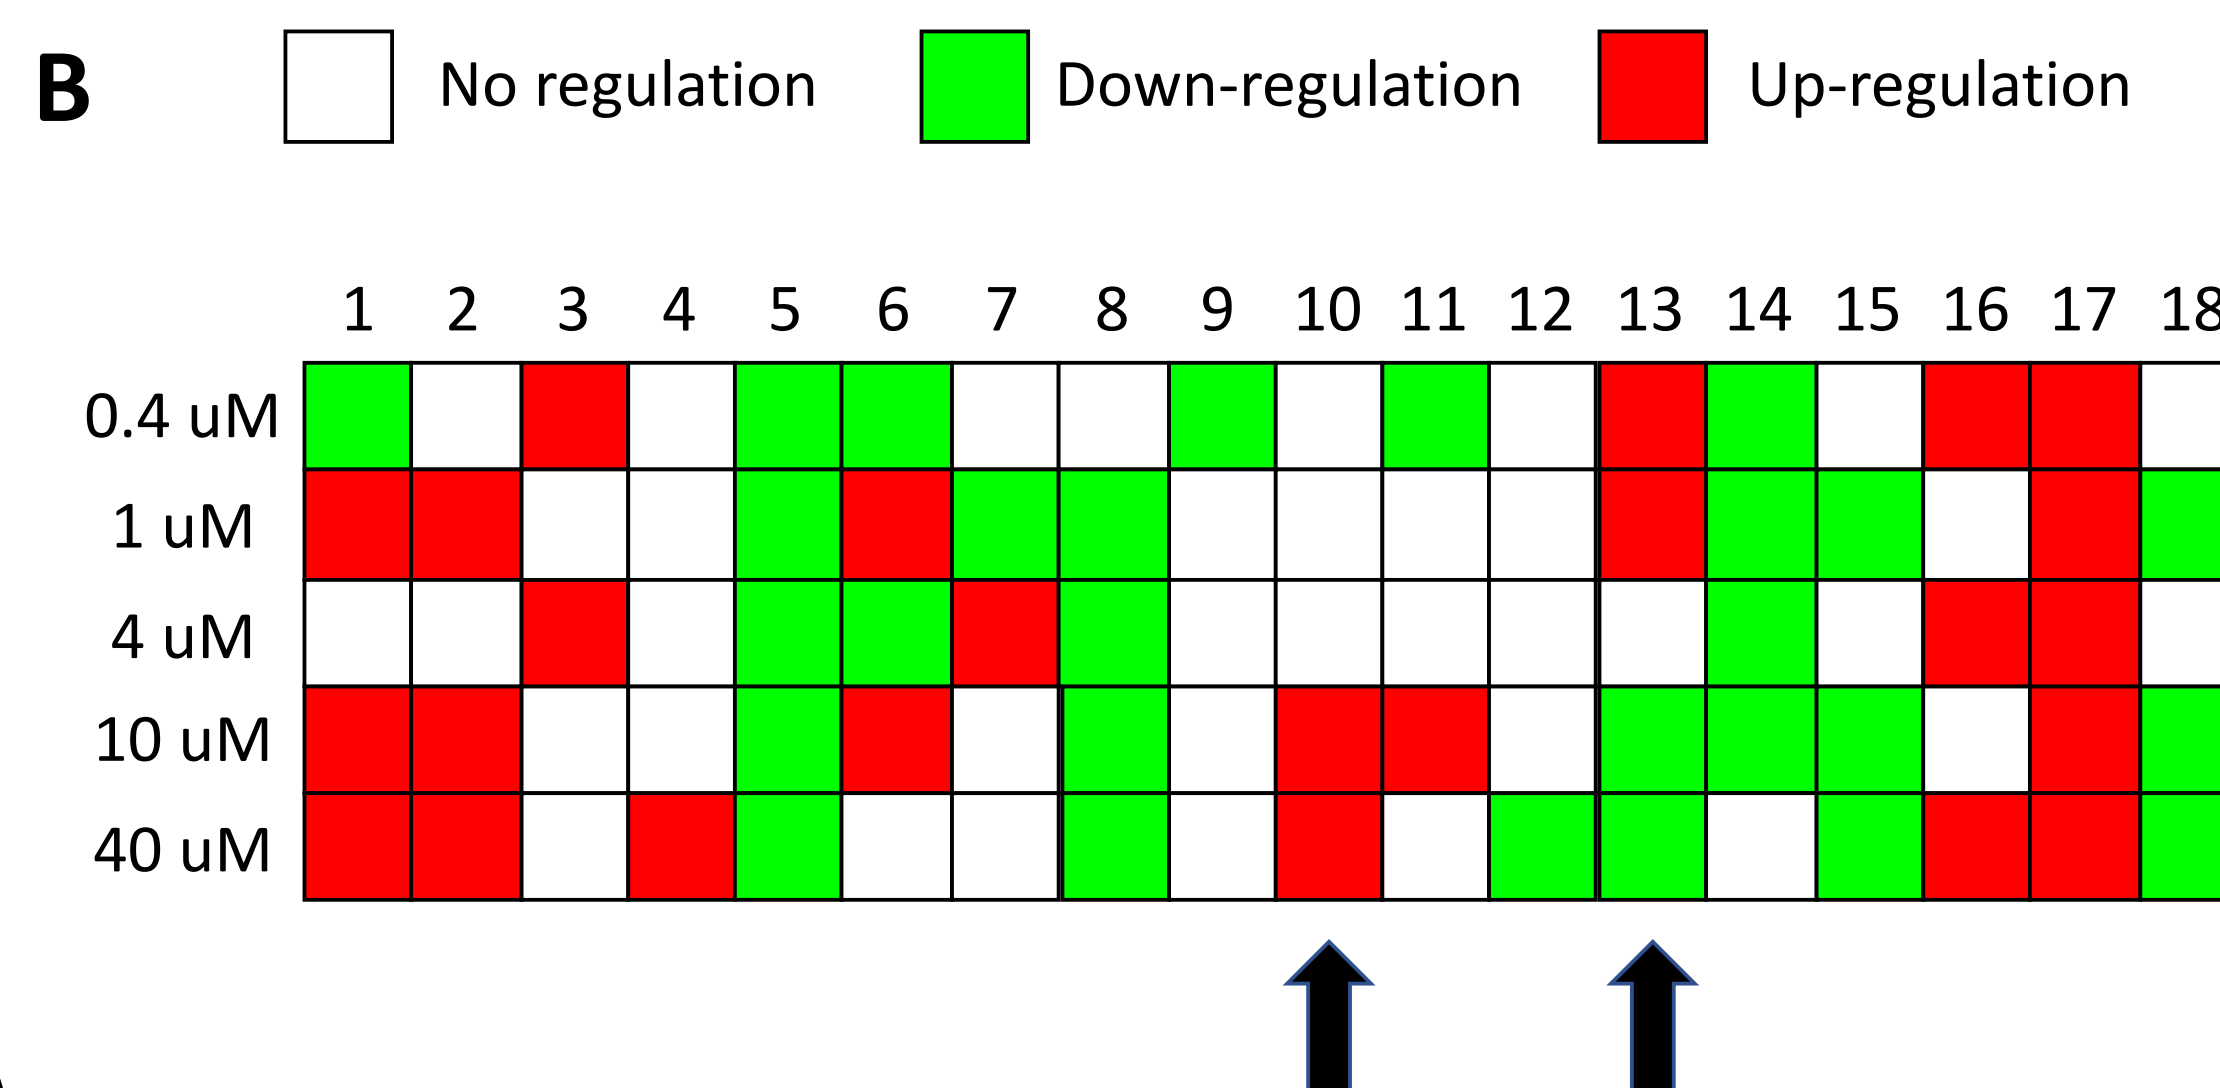 B No regulation Down-regulation Up-regulation
1 2 3 4 5 6 7 8 9 10 11 12 13 14 15 16 17 18
0.4 uM
1 uM
4 uM
10 uM
40 uM